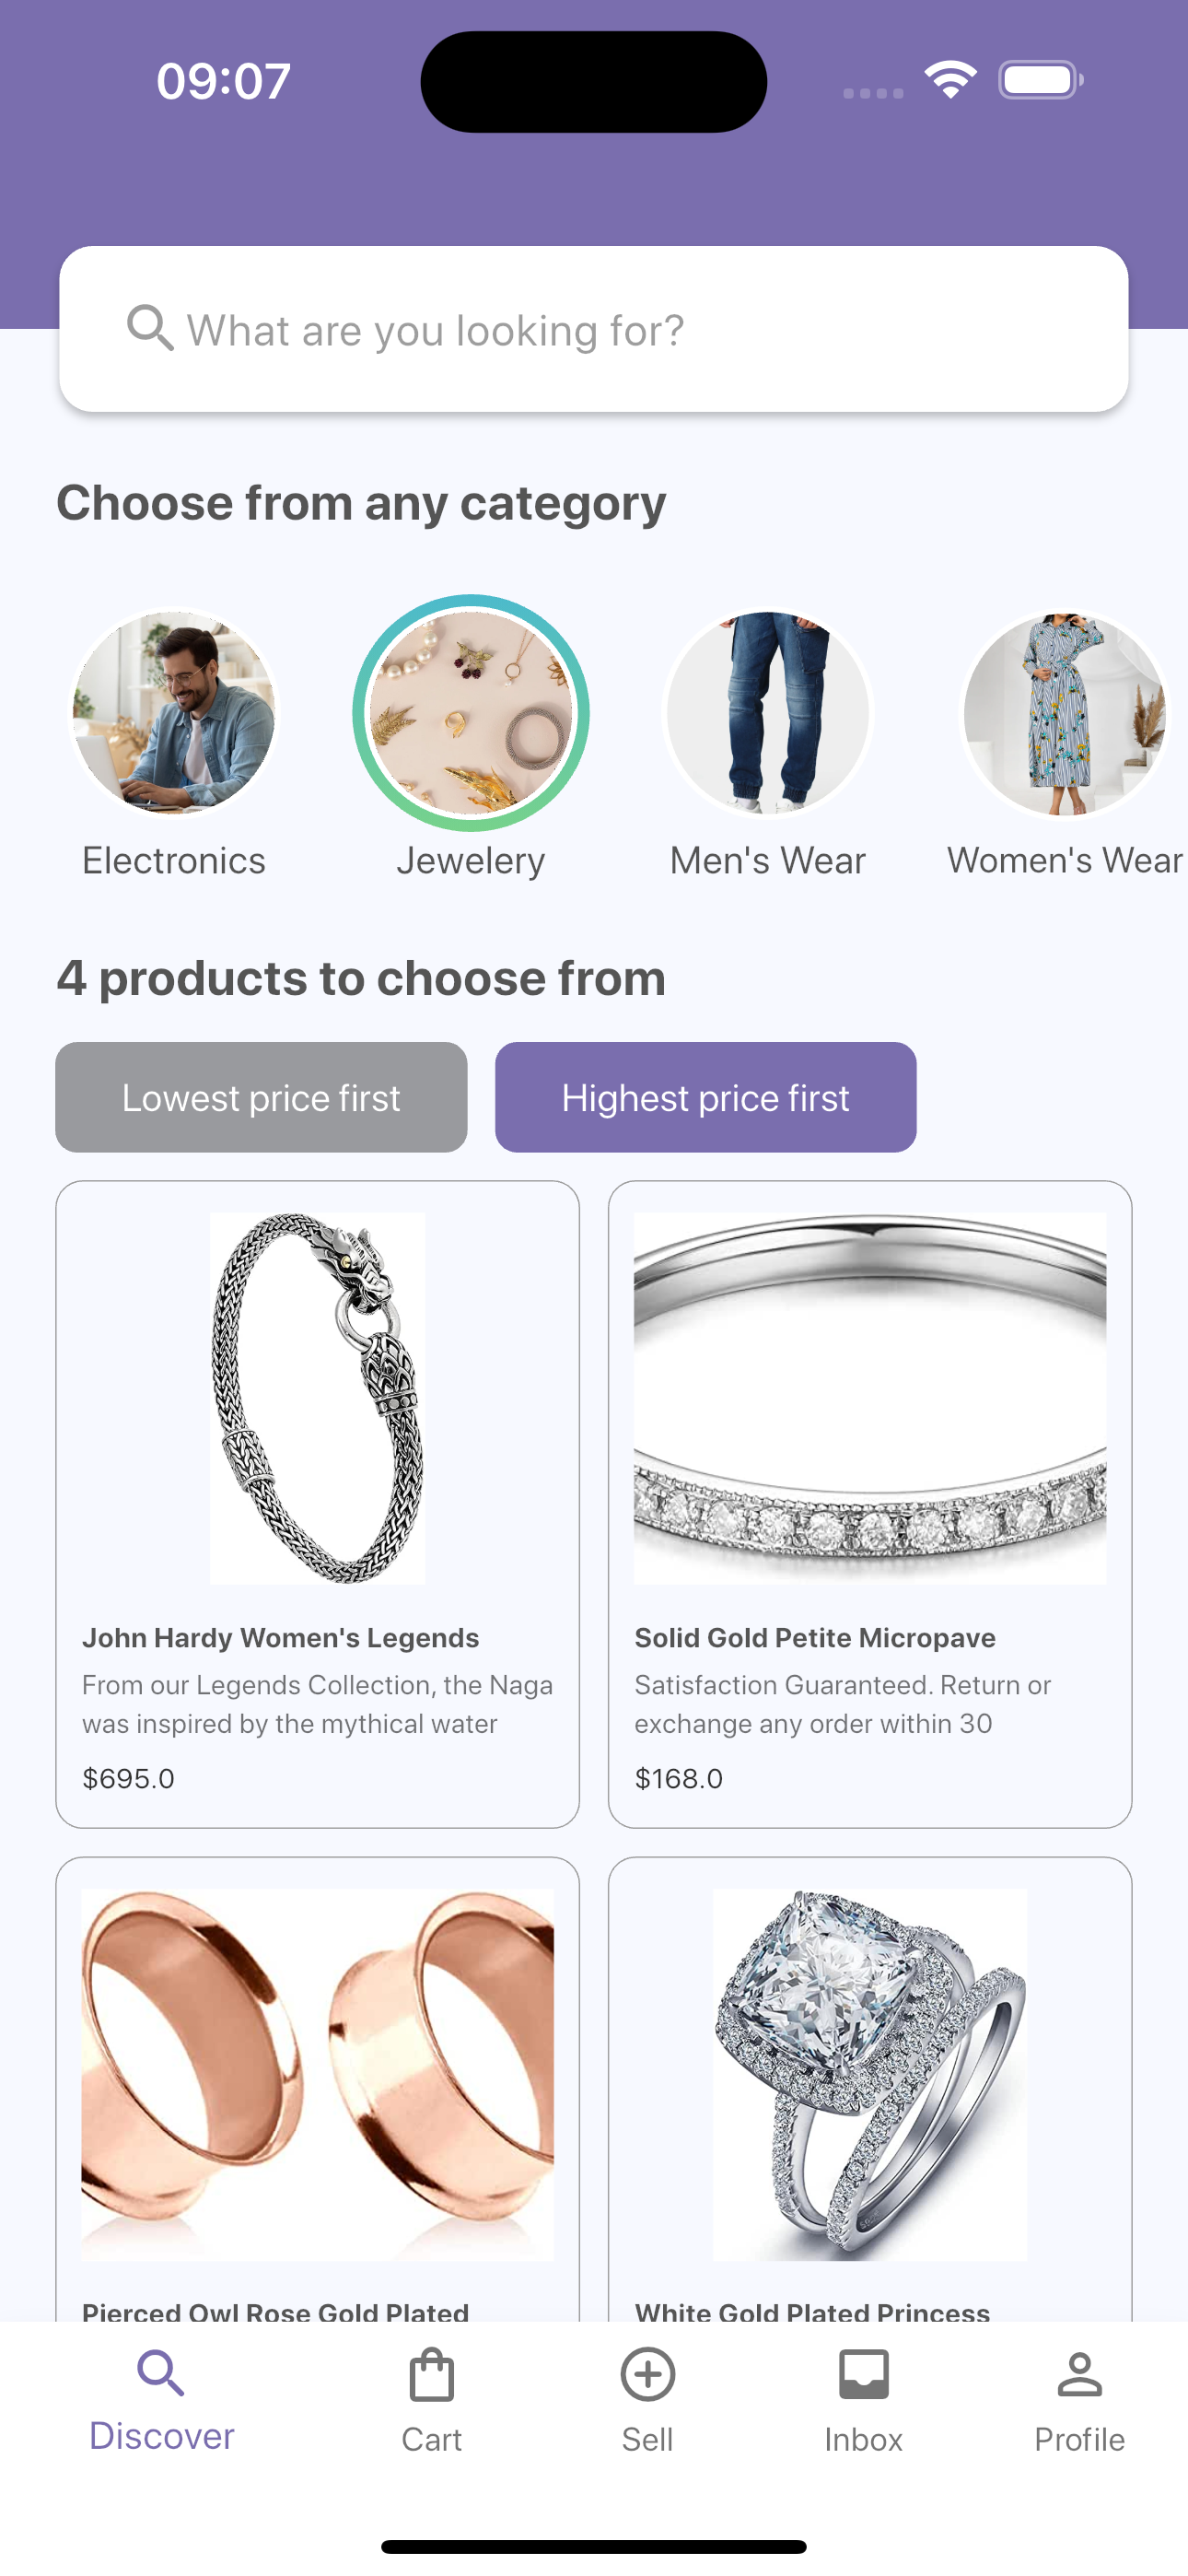 09:07
What are you looking for?
Choose from any category
Electronics
Jewelery
Men's Wear
Women's Wear
4 products to choose from
Lowest price first
Highest price first
John Hardy Women's Legends
From our Legends Collection, the Naga
was inspired by the mythical water
$695.0
Solid Gold Petite Micropave
Satisfaction Guaranteed. Return or
exchange any order within 30
$168.0
Pierced Owl Rose Gold Plated
White Gold Plated Princess
Discover
Cart
Sell
Inbox
Profile